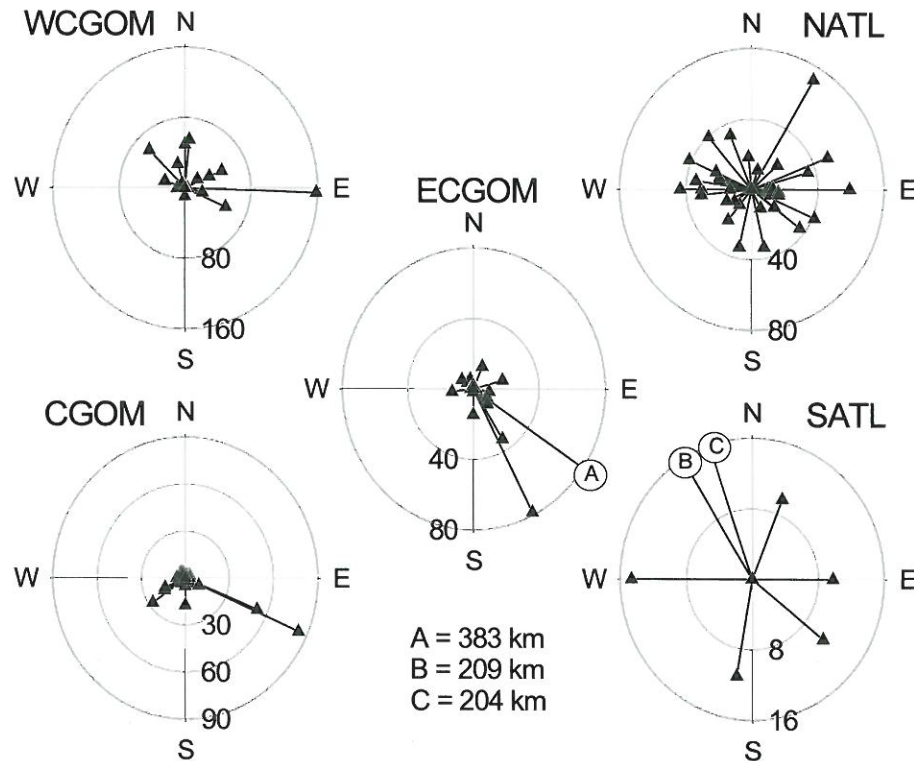 WCGOM
N
W
E
80
160
S
NATL
N
W
E
40
80
S
ECGOM
N
W
E
A
40
80
S
CGOM
N
W
E
30
60
90
S
SATL
N
B
C
W
E
8
16
S
A = 383 km
B = 209 km
C = 204 km